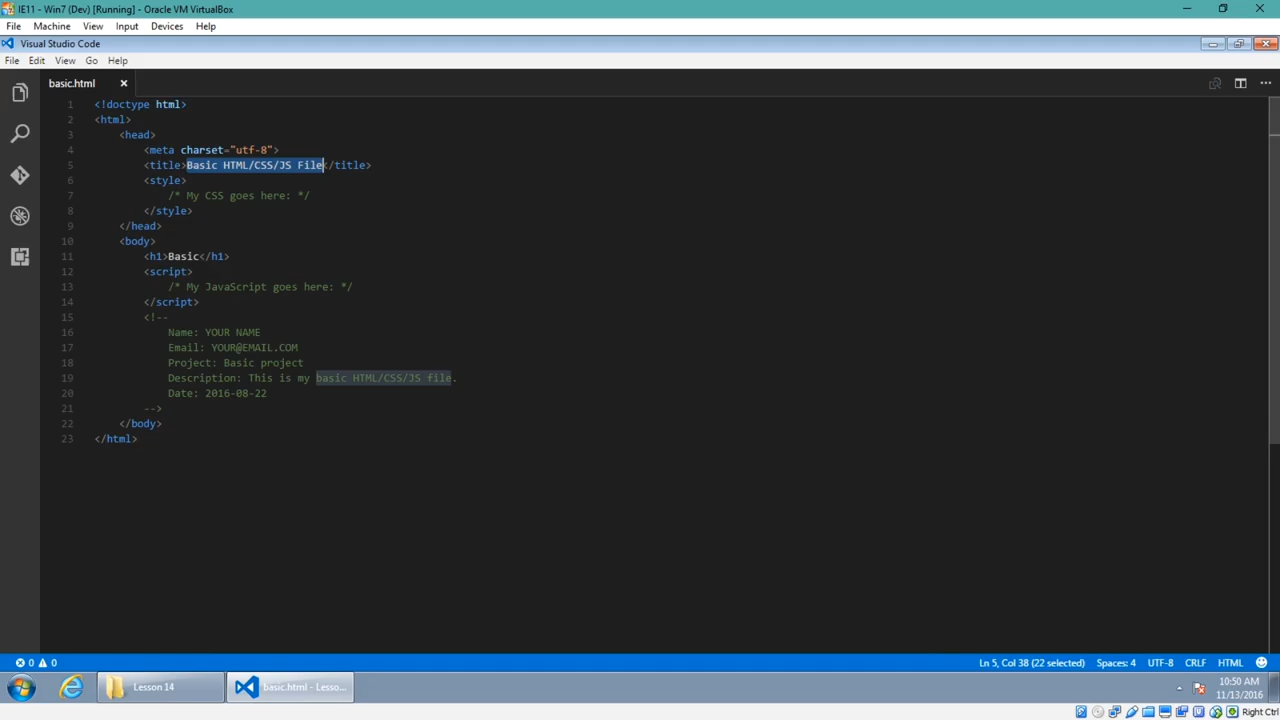 IE11 - Win7 (Dev) [Running] - Oracle VM VirtualBox
File Machine View Input Devices Help
Visual Studio Code
File Edit View Go Help
basic.html
1 <!doctype html>
2 <html>
3 <head>
4 <meta charset="utf-8">
5 <title>Basic HTML/CSS/JS File</title>
6 <style>
7 /* My CSS goes here: */
8 </style>
9 </head>
10 <body>
11 <h1>Basic</h1>
12 <script>
13 /* My JavaScript goes here: */
14 </script>
15 <!--
16 Name: YOUR NAME
17 Email: YOUR@EMAIL.COM
18 Project: Basic project
19 Description: This is my basic HTML/CSS/JS file.
20 Date: 2016-08-22
21 -->
22 </body>
23 </html>
0 0 Ln 5, Col 38 (22 selected) Spaces: 4 UTF-8 CRLF HTML
Lesson 14 basic.html - Lesso... 10:50 AM
11/13/2016
Right Ctrl